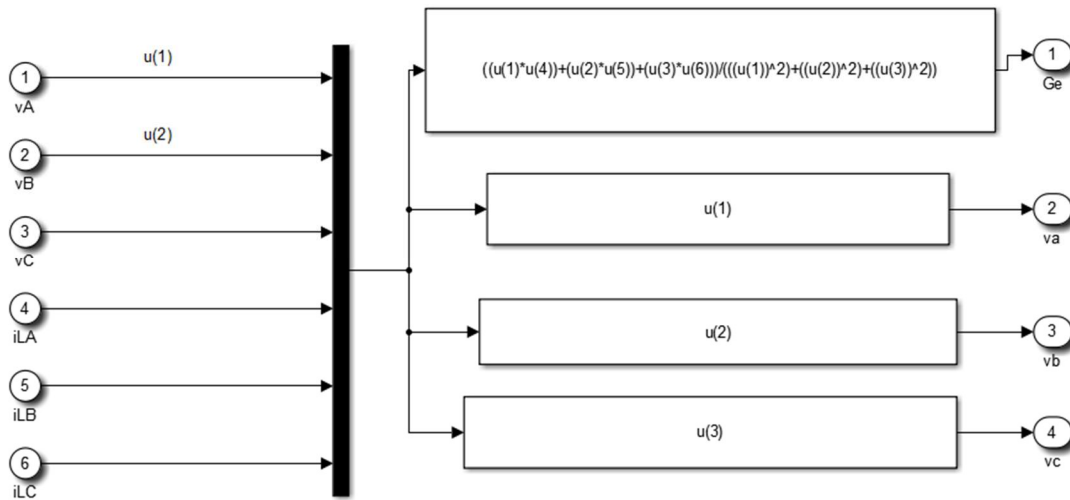 u(1)
1
vA
u(2)
2
vB
3
vC
4
iLA
5
iLB
6
iLC
((u(1)*u(4))+(u(2)*u(5))+(u(3)*u(6)))/(((u(1))^2)+((u(2))^2)+((u(3))^2))
1
Ge
u(1)
2
va
u(2)
3
vb
u(3)
4
vc